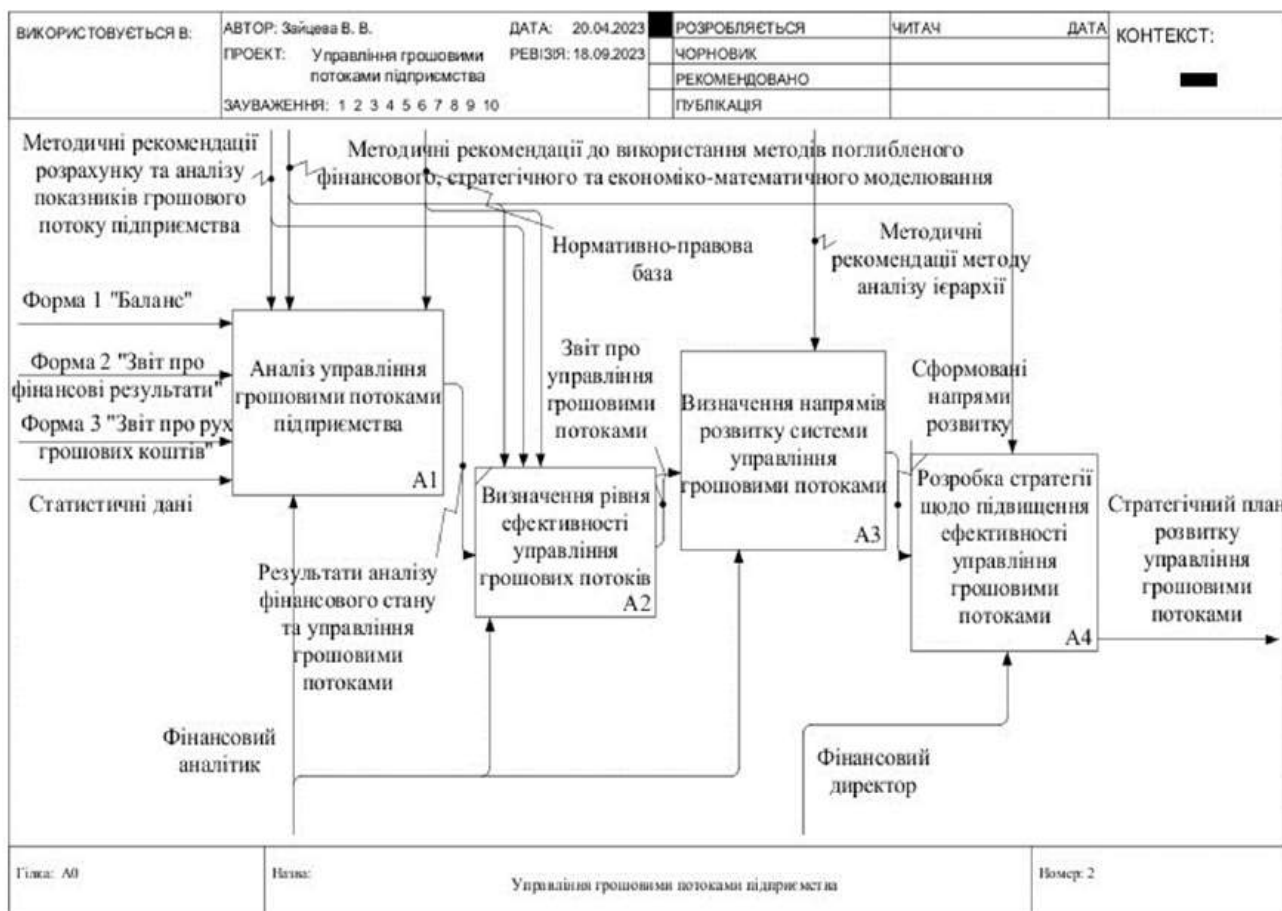 ВИКОРИСТОВУЄТЬСЯ В:
АВТОР: Зайцева В. В.
ДАТА: 20.04.2023
ПРОЕКТ: Управління грошовими
потоками підприємства
РЕВІЗІЯ: 18.09.2023
ЗАУВАЖЕННЯ: 1 2 3 4 5 6 7 8 9 10
РОЗРОБЛЯЄТЬСЯ
ЧОРНОВИК
РЕКОМЕНДОВАНО
ПУБЛІКАЦІЯ
ЧИТАЧ
ДАТА
КОНТЕКСТ:
Методичні рекомендації
розрахунку та аналізу
показників грошового
потоку підприємства
Методичні рекомендації до використання методів поглибленого
фінансового, стратегічного та економіко-математичного моделювання
Нормативно-правова
база
Методичні
рекомендації методу
аналізу ієрархії
Форма 1 "Баланс"
Форма 2 "Звіт про
фінансові результати"
Форма 3 "Звіт про рух
грошових коштів"
Статистичні дані
Аналіз управління
грошовими потоками
підприємства
А1
Результати аналізу
фінансового стану
та управління
грошовими
потоками
Визначення рівня
ефективності
управління
грошових потоків
А2
Звіт про
управління
грошовими
потоками
Визначення напрямів
розвитку системи
управління
грошовими потоками
А3
Сформовані
напрями
розвитку
Розробка стратегії
щодо підвищення
ефективності
управління
грошовими
потоками
А4
Стратегічний план
розвитку
управління
грошовими
потоками
Фінансовий
аналітик
Фінансовий
директор
Гілка: А0
Назва:
Управління грошовими потоками підприємства
Номер: 2